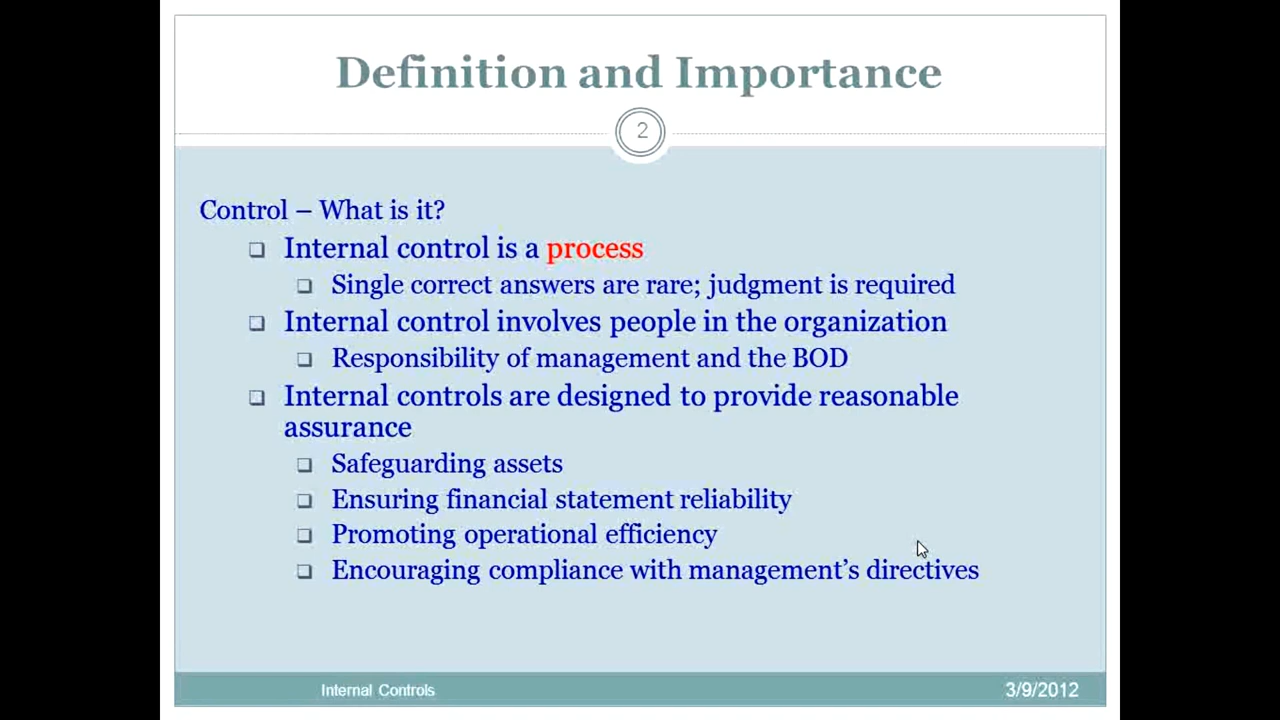 Definition and Importance
2
Control – What is it?
Internal control is a process
Single correct answers are rare; judgment is required
Internal control involves people in the organization
Responsibility of management and the BOD
Internal controls are designed to provide reasonable
assurance
Safeguarding assets
Ensuring financial statement reliability
Promoting operational efficiency
Encouraging compliance with management’s directives
Internal Controls
3/9/2012